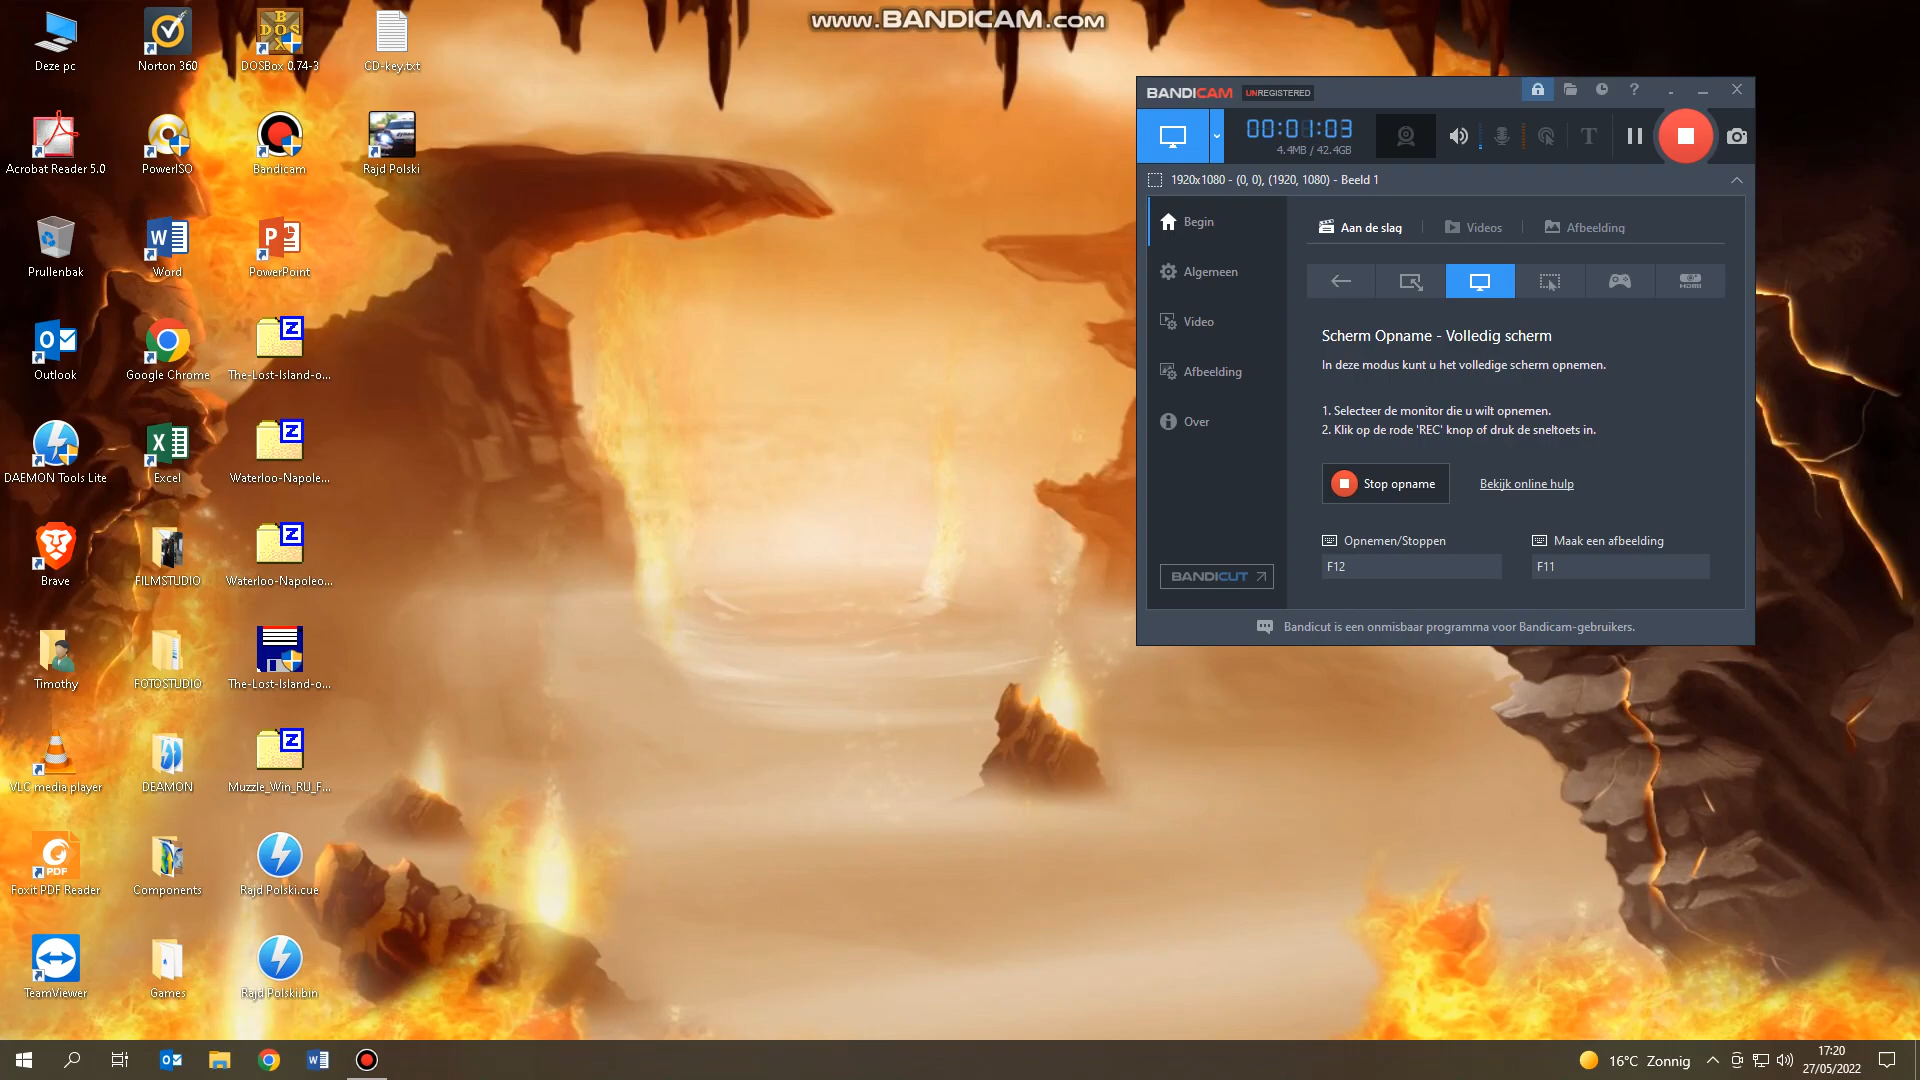 www.BANDICAM.com
Deze pc
Norton 360
DOSBox 0.74-3
CD-key.txt
Acrobat Reader 5.0
PowerISO
Bandicam
Rajd Polski
Prullenbak
Word
PowerPoint
Outlook
Google Chrome
The-Lost-Island-o...
DAEMON Tools Lite
Excel
Waterloo-Napole...
Brave
FILMSTUDIO
Waterloo-Napoleo...
Timothy
FOTOSTUDIO
The-Lost-Island-o...
VLC media player
DEAMON
Muzzle_Win_RU_F...
Foxit PDF Reader
Components
Rajd Polski.cue
TeamViewer
Games
Rajd Polski.bin
BANDICAM UNREGISTERED
00:01:03
4.4MB / 42.4GB
1920x1080 - (0, 0), (1920, 1080) - Beeld 1
Begin
Algemeen
Video
Afbeelding
Over
BANDICUT
Aan de slag
Videos
Afbeelding
HDMI
Scherm Opname - Volledig scherm
In deze modus kunt u het volledige scherm opnemen.
1. Selecteer de monitor die u wilt opnemen.
2. Klik op de rode 'REC' knop of druk de sneltoets in.
Stop opname
Bekijk online hulp
Opnemen/Stoppen
Maak een afbeelding
F12
F11
Bandicut is een onmisbaar programma voor Bandicam-gebruikers.
16°C Zonnig
17:20
27/05/2022